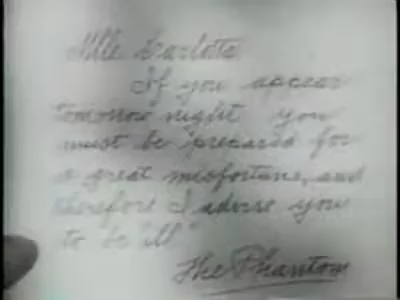 Mlle Carlotta
If you appear
tomorrow night you
must be "prepared for
a great misfortune, and
therefore I advise you
to be "ill"
The Phantom